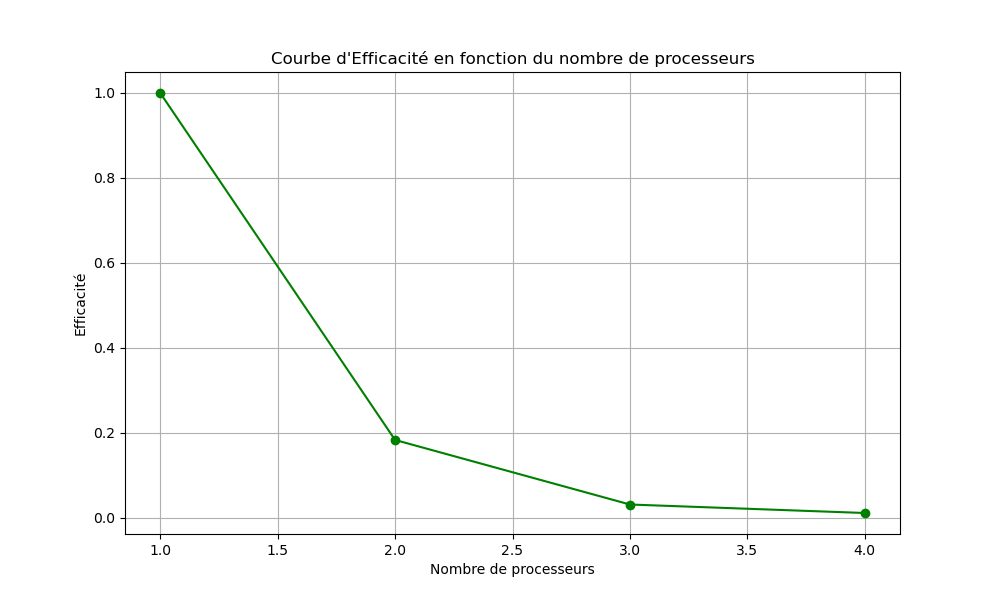 Courbe d'Efficacité en fonction du nombre de processeurs
1.0
0.8
0.6
0.4
0.2
0.0
Efficacité
1.0 1.5 2.0 2.5 3.0 3.5 4.0
Nombre de processeurs